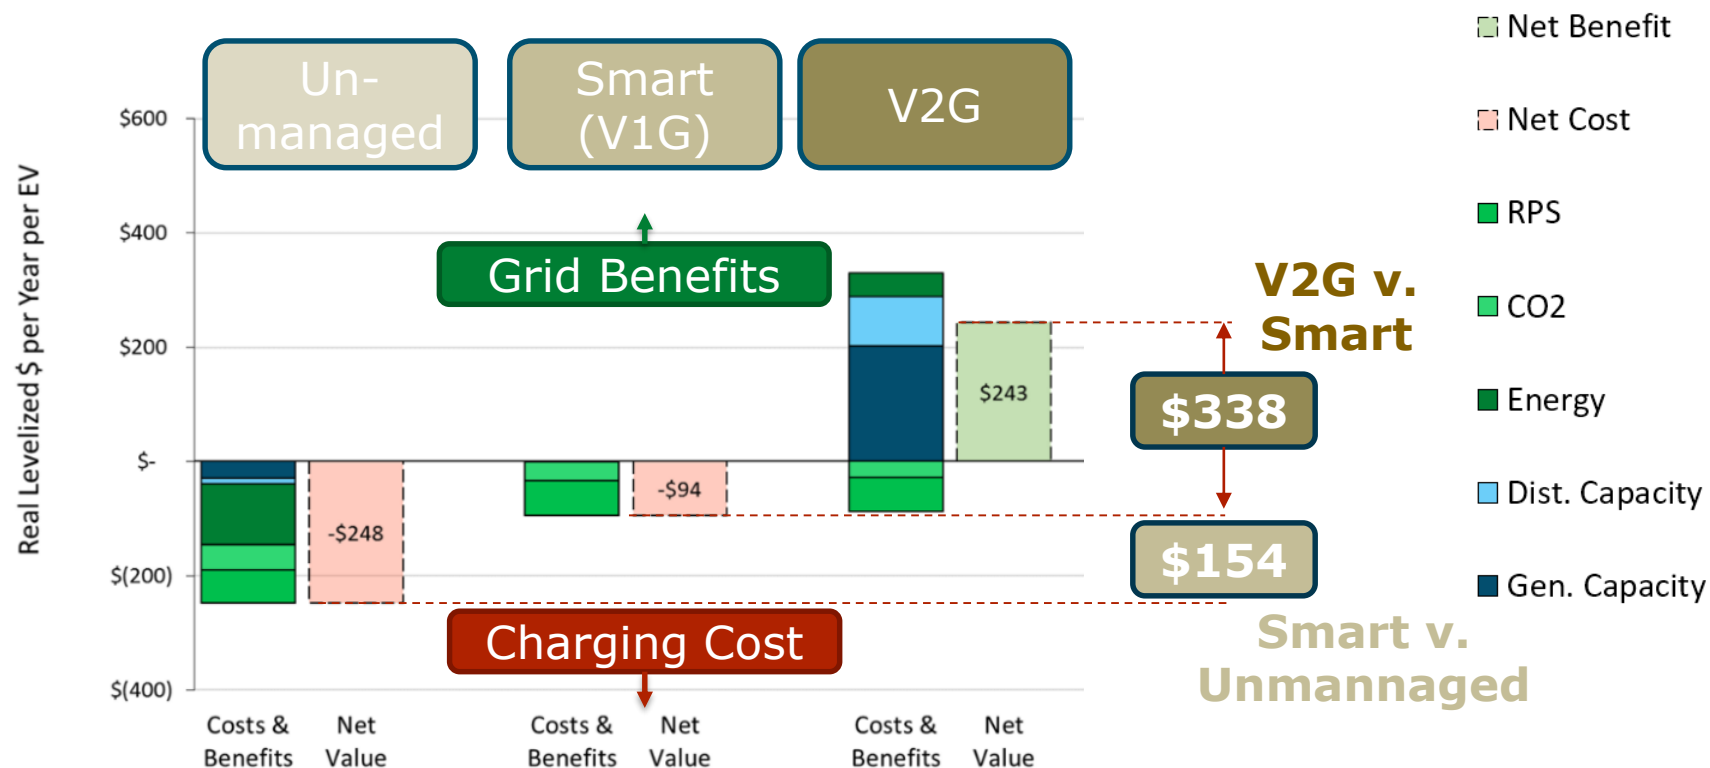 Un-
managed
Smart
(V1G)
V2G
Real Levelized $ per Year per EV
$600
$400
$200
$-
$(200)
$(400)
Grid Benefits
Charging Cost
-$248
-$94
$243
V2G v.
Smart
$338
$154
Smart v.
Unmannaged
Costs &
Benefits
Net
Value
Costs &
Benefits
Net
Value
Costs &
Benefits
Net
Value
Net Benefit
Net Cost
RPS
CO2
Energy
Dist. Capacity
Gen. Capacity